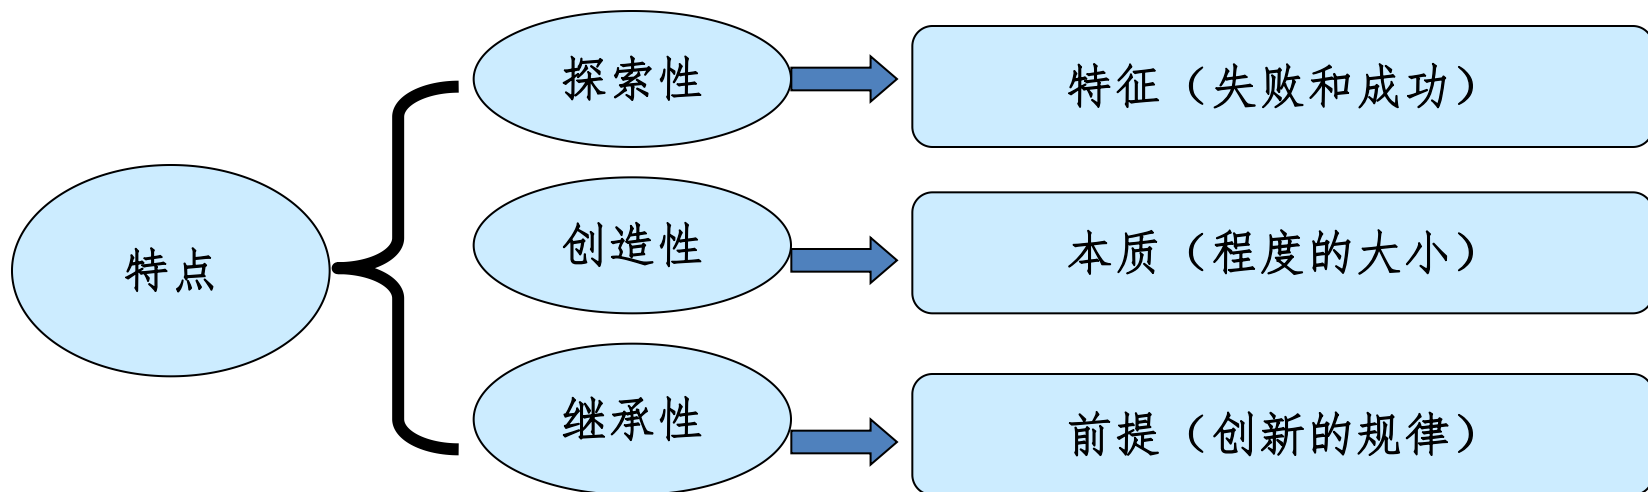 特点
探索性
特征（失败和成功）
创造性
本质（程度的大小）
继承性
前提（创新的规律）